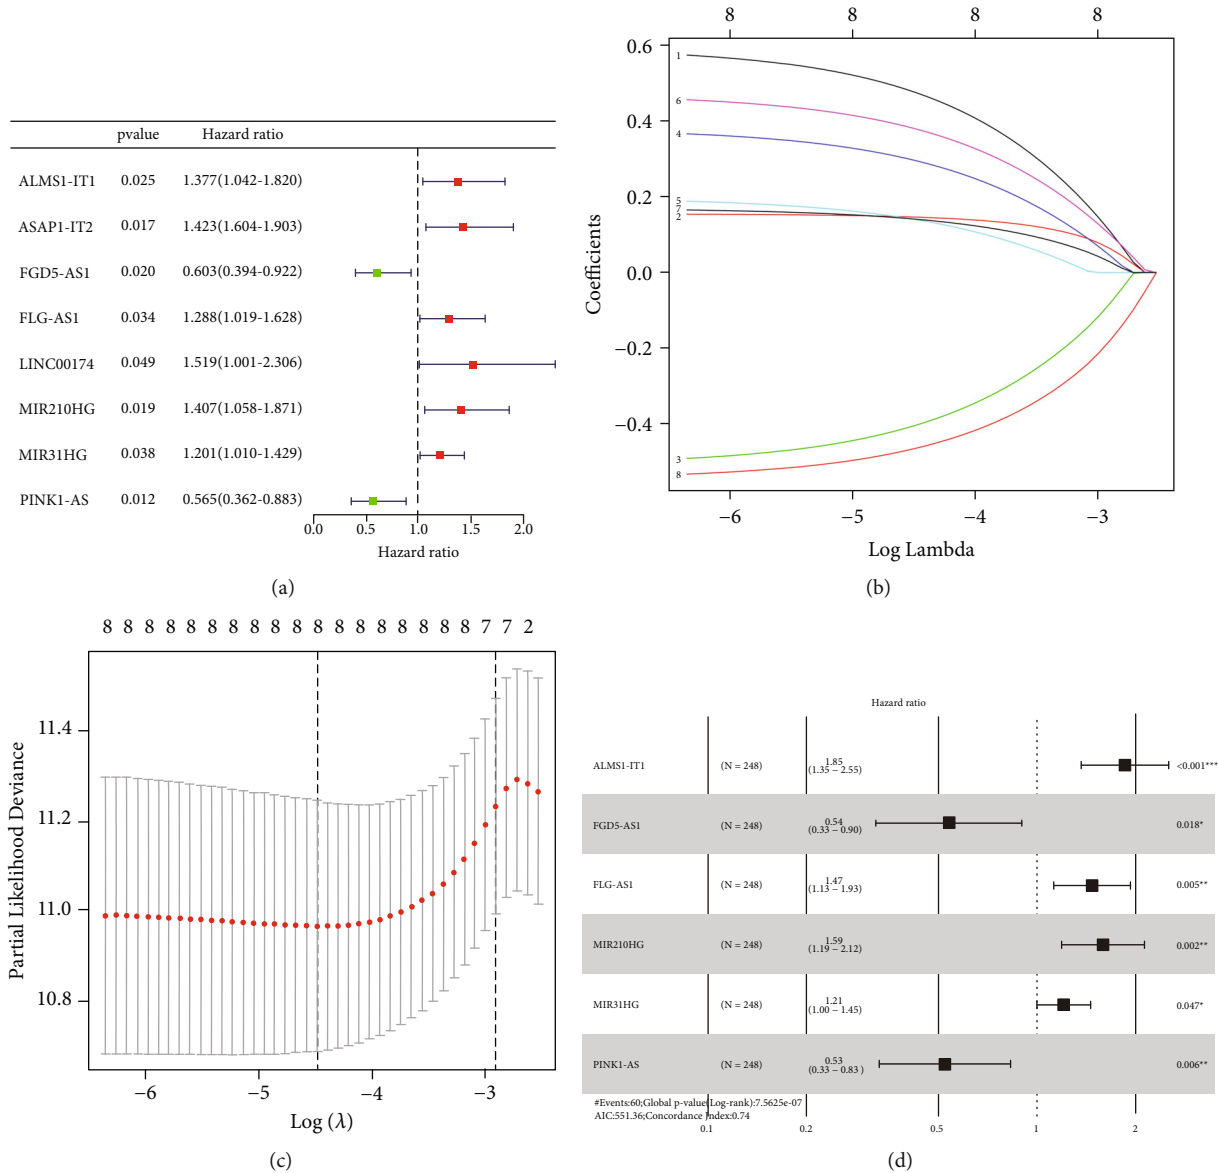 pvalue Hazard ratio
ALMS1-IT1 0.025 1.377(1.042-1.820)
ASAP1-IT2 0.017 1.423(1.604-1.903)
FGD5-AS1 0.020 0.603(0.394-0.922)
FLG-AS1 0.034 1.288(1.019-1.628)
LINC00174 0.049 1.519(1.001-2.306)
MIR210HG 0.019 1.407(1.058-1.871)
MIR31HG 0.038 1.201(1.010-1.429)
PINK1-AS 0.012 0.565(0.362-0.883)
0.0 0.5 1.0 1.5 2.0
Hazard ratio
(a)
8 8 8 8
0.6
0.4
0.2
0.0
−0.2
−0.4
1
6
4
5
7
2
3
8
Coefficients
−6 −5 −4 −3
Log Lambda
(b)
8 8 8 8 8 8 8 8 8 8 8 8 8 8 8 8 8 8 7 7 2
11.4
11.2
11.0
10.8
Partial Likelihood Deviance
−6 −5 −4 −3
Log (λ)
(c)
Hazard ratio
ALMS1-IT1 (N = 248) 1.85 <0.001***
(1.35 − 2.55)
FGD5-AS1 (N = 248) 0.54 0.018*
(0.33 − 0.90)
FLG-AS1 (N = 248) 1.47 0.005**
(1.13 − 1.93)
MIR210HG (N = 248) 1.59 0.002**
(1.19 − 2.12)
MIR31HG (N = 248) 1.21 0.047*
(1.00 − 1.45)
PINK1-AS (N = 248) 0.53 0.006**
(0.33 − 0.83 )
#Events:60;Global p-value(Log-rank):7.5625e-07
AIC:551.36;Concordance Index:0.74
0.1 0.2 0.5 1 2
(d)